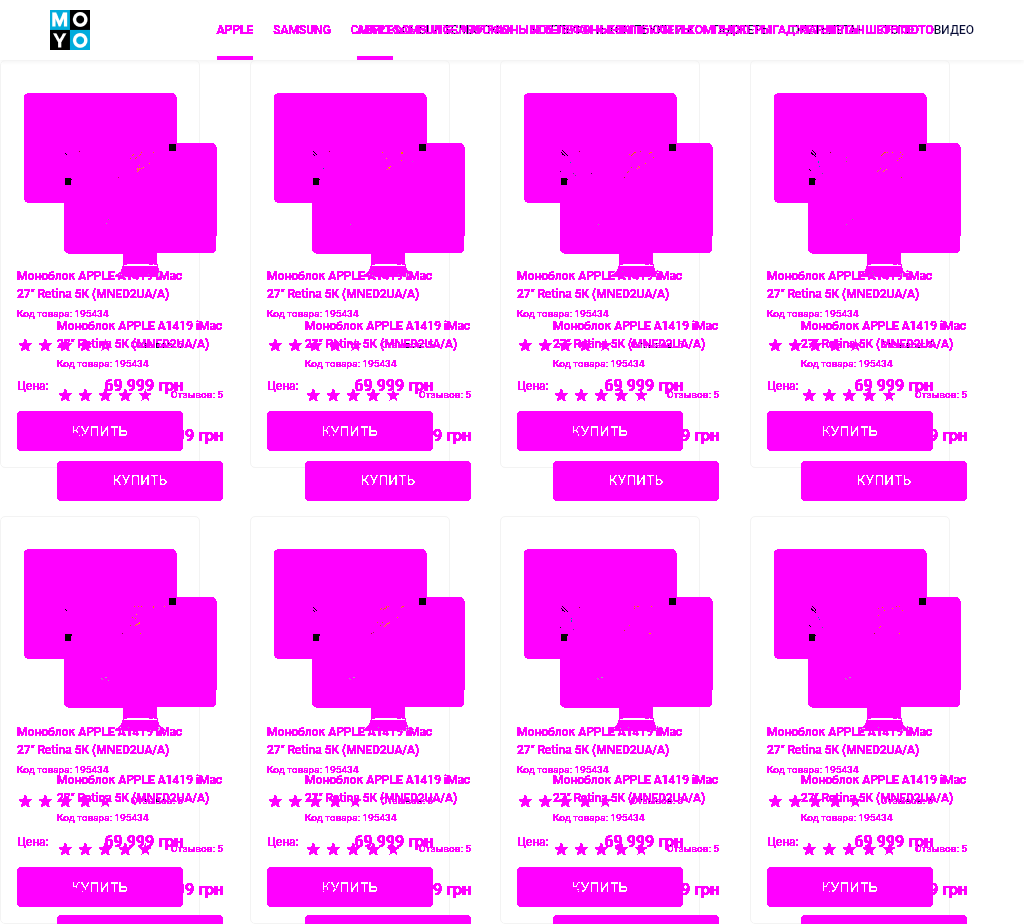 MO
YO
APPLE SAMSUNG ВИДЕО
Моноблок APPLE A1419 iMac
27” Retina 5K (MNED2UA/A)
Код товара: 195434
Моноблок APPLE A1419 iMac
27” Retina 5K (MNED2UA/A)
Код товара: 195434
Цена: 69 999 грн
Отзывов: 5
КУПИТЬ
грн
КУПИТЬ
Моноблок APPLE A1419 iMac
27” Retina 5K (MNED2UA/A)
Код товара: 195434
Моноблок APPLE A1419 iMac
27” Retina 5K (MNED2UA/A)
Код товара: 195434
Цена: 69 999 грн
Отзывов: 5
КУПИТЬ
грн
КУПИТЬ
Моноблок APPLE A1419 iMac
27” Retina 5K (MNED2UA/A)
Код товара: 195434
Моноблок APPLE A1419 iMac
27” Retina 5K (MNED2UA/A)
Код товара: 195434
Цена: 69 999 грн
Отзывов: 5
КУПИТЬ
грн
КУПИТЬ
Моноблок APPLE A1419 iMac
27” Retina 5K (MNED2UA/A)
Код товара: 195434
Моноблок APPLE A1419 iMac
27” Retina 5K (MNED2UA/A)
Код товара: 195434
Цена: 69 999 грн
Отзывов: 5
КУПИТЬ
грн
КУПИТЬ
Моноблок APPLE A1419 iMac
27” Retina 5K (MNED2UA/A)
Код товара: 195434
Моноблок APPLE A1419 iMac
27” Retina 5K (MNED2UA/A)
Код товара: 195434
Цена: 69 999 грн
Отзывов: 5
КУПИТЬ
грн
Моноблок APPLE A1419 iMac
27” Retina 5K (MNED2UA/A)
Код товара: 195434
Моноблок APPLE A1419 iMac
27” Retina 5K (MNED2UA/A)
Код товара: 195434
Цена: 69 999 грн
Отзывов: 5
КУПИТЬ
грн
Моноблок APPLE A1419 iMac
27” Retina 5K (MNED2UA/A)
Код товара: 195434
Моноблок APPLE A1419 iMac
27” Retina 5K (MNED2UA/A)
Код товара: 195434
Цена: 69 999 грн
Отзывов: 5
КУПИТЬ
грн
Моноблок APPLE A1419 iMac
27” Retina 5K (MNED2UA/A)
Код товара: 195434
Моноблок APPLE A1419 iMac
27” Retina 5K (MNED2UA/A)
Код товара: 195434
Цена: 69 999 грн
Отзывов: 5
КУПИТЬ
грн